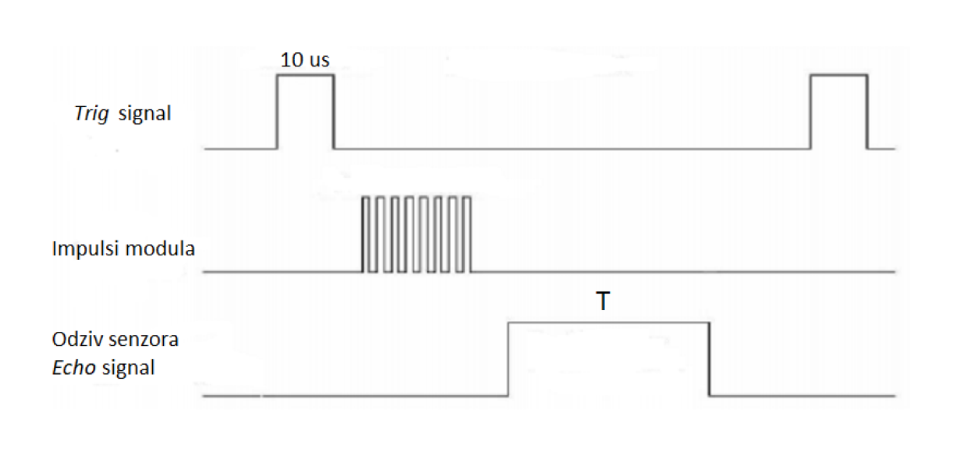 10 us
Trig signal
Impulsi modula
T
Odziv senzora
Echo signal